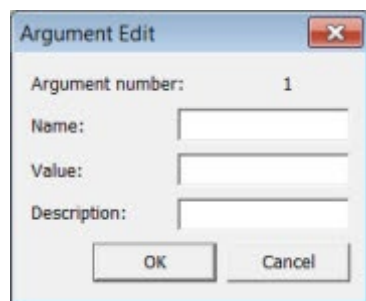 Argument Edit
Argument number: 1
Name:
Value:
Description:
OK Cancel